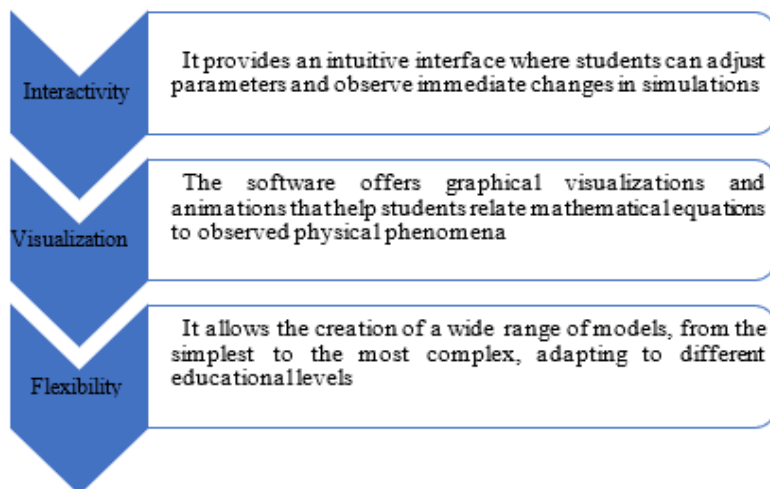 Interactivity
It provides an intuitive interface where students can adjust
parameters and observe immediate changes in simulations
Visualization
The software offers graphical visualizations and
animations that help students relate mathematical equations
to observed physical phenomena
Flexibility
It allows the creation of a wide range of models, from the
simplest to the most complex, adapting to different
educational levels